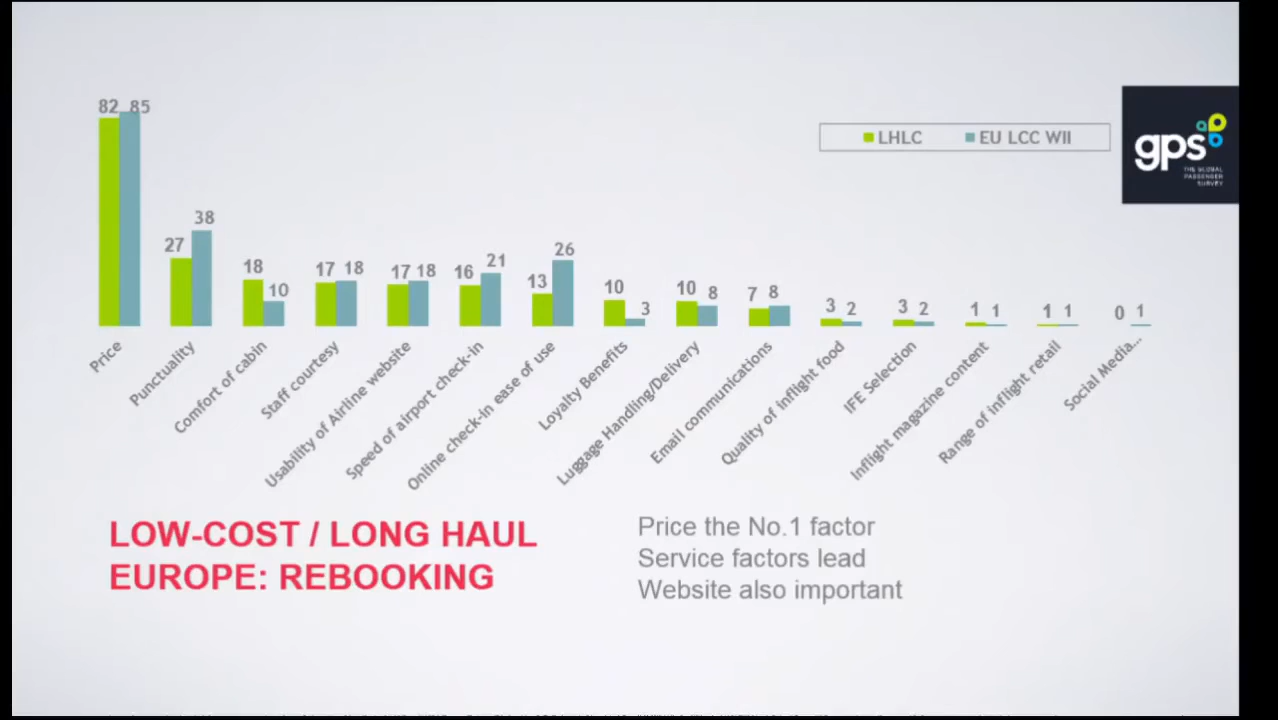 82 85
27 38
18 10
17 18
17 18
16 21
13 26
10 3
10 8
7 8
3 2
3 2
1 1
1 1
0 1
LHLC EU LCC WII
gps
THE GLOBAL
PASSENGER
SURVEY
Price
Punctuality
Comfort of cabin
Staff courtesy
Usability of Airline website
Speed of airport check-in
Online check-in ease of use
Loyalty Benefits
Luggage Handling/Delivery
Email communications
Quality of inflight food
IFE Selection
Inflight magazine content
Range of inflight retail
Social Media...
LOW-COST / LONG HAUL
EUROPE: REBOOKING
Price the No.1 factor
Service factors lead
Website also important